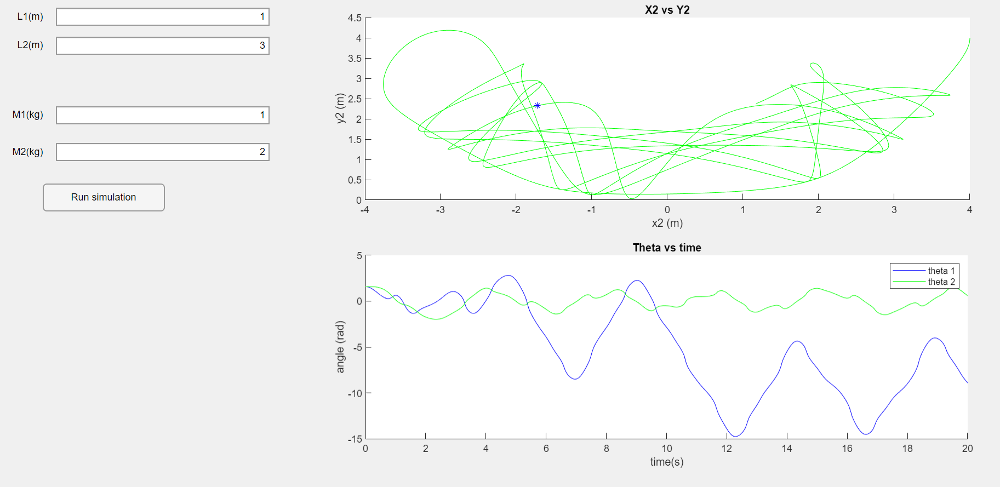 L1(m) 1
L2(m) 3
M1(kg) 1
M2(kg) 2
Run simulation
X2 vs Y2
4.5
4
3.5
3
2.5
2
1.5
1
0.5
0
y2 (m)
-4 -3 -2 -1 0 1 2 3 4
x2 (m)
Theta vs time
5
0
-5
-10
-15
angle (rad)
theta 1
theta 2
0 2 4 6 8 10 12 14 16 18 20
time(s)